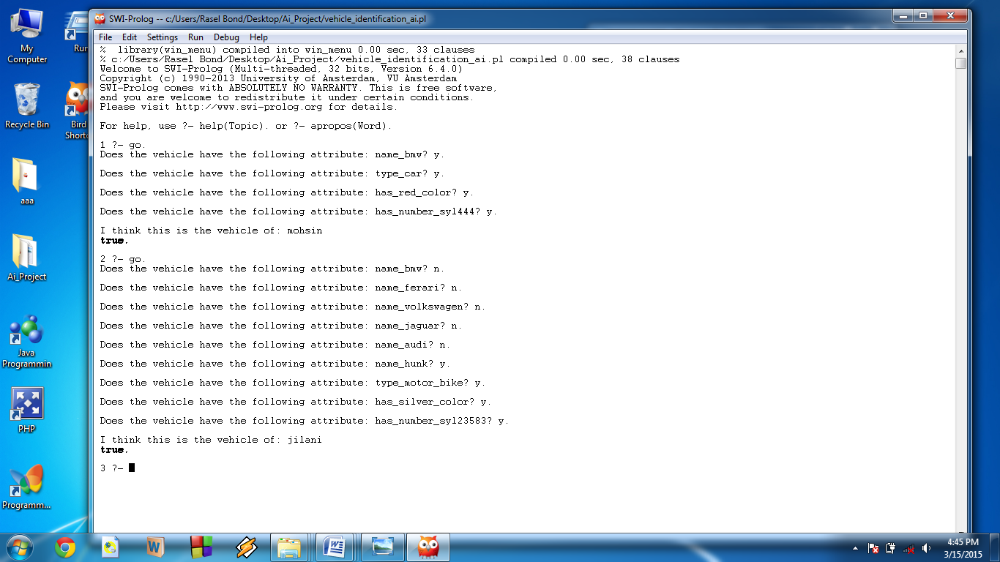 SWI-Prolog -- c:/Users/Rasel Bond/Desktop/Ai_Project/vehicle_identification_ai.pl
File Edit Settings Run Debug Help
%  library(win_menu) compiled into win_menu 0.00 sec, 33 clauses
% c:/Users/Rasel Bond/Desktop/Ai_Project/vehicle_identification_ai.pl compiled 0.00 sec, 38 clauses
Welcome to SWI-Prolog (Multi-threaded, 32 bits, Version 6.4.0)
Copyright (c) 1990-2013 University of Amsterdam, VU Amsterdam
SWI-Prolog comes with ABSOLUTELY NO WARRANTY. This is free software,
and you are welcome to redistribute it under certain conditions.
Please visit http://www.swi-prolog.org for details.
For help, use ?- help(Topic). or ?- apropos(Word).
1 ?- go.
Does the vehicle have the following attribute: name_bmw? y.
Does the vehicle have the following attribute: type_car? y.
Does the vehicle have the following attribute: has_red_color? y.
Does the vehicle have the following attribute: has_number_syl444? y.
I think this is the vehicle of: mohsin
true.
2 ?- go.
Does the vehicle have the following attribute: name_bmw? n.
Does the vehicle have the following attribute: name_ferari? n.
Does the vehicle have the following attribute: name_volkswagen? n.
Does the vehicle have the following attribute: name_jaguar? n.
Does the vehicle have the following attribute: name_audi? n.
Does the vehicle have the following attribute: name_hunk? y.
Does the vehicle have the following attribute: type_motor_bike? y.
Does the vehicle have the following attribute: has_silver_color? y.
Does the vehicle have the following attribute: has_number_syl23583? y.
I think this is the vehicle of: jilani
true.
3 ?-
My
Computer
Run
Recycle Bin
Bird
Shortc
aaa
Ai_Project
Java
Programmin
PHP
Programm...
4:45 PM
3/15/2015